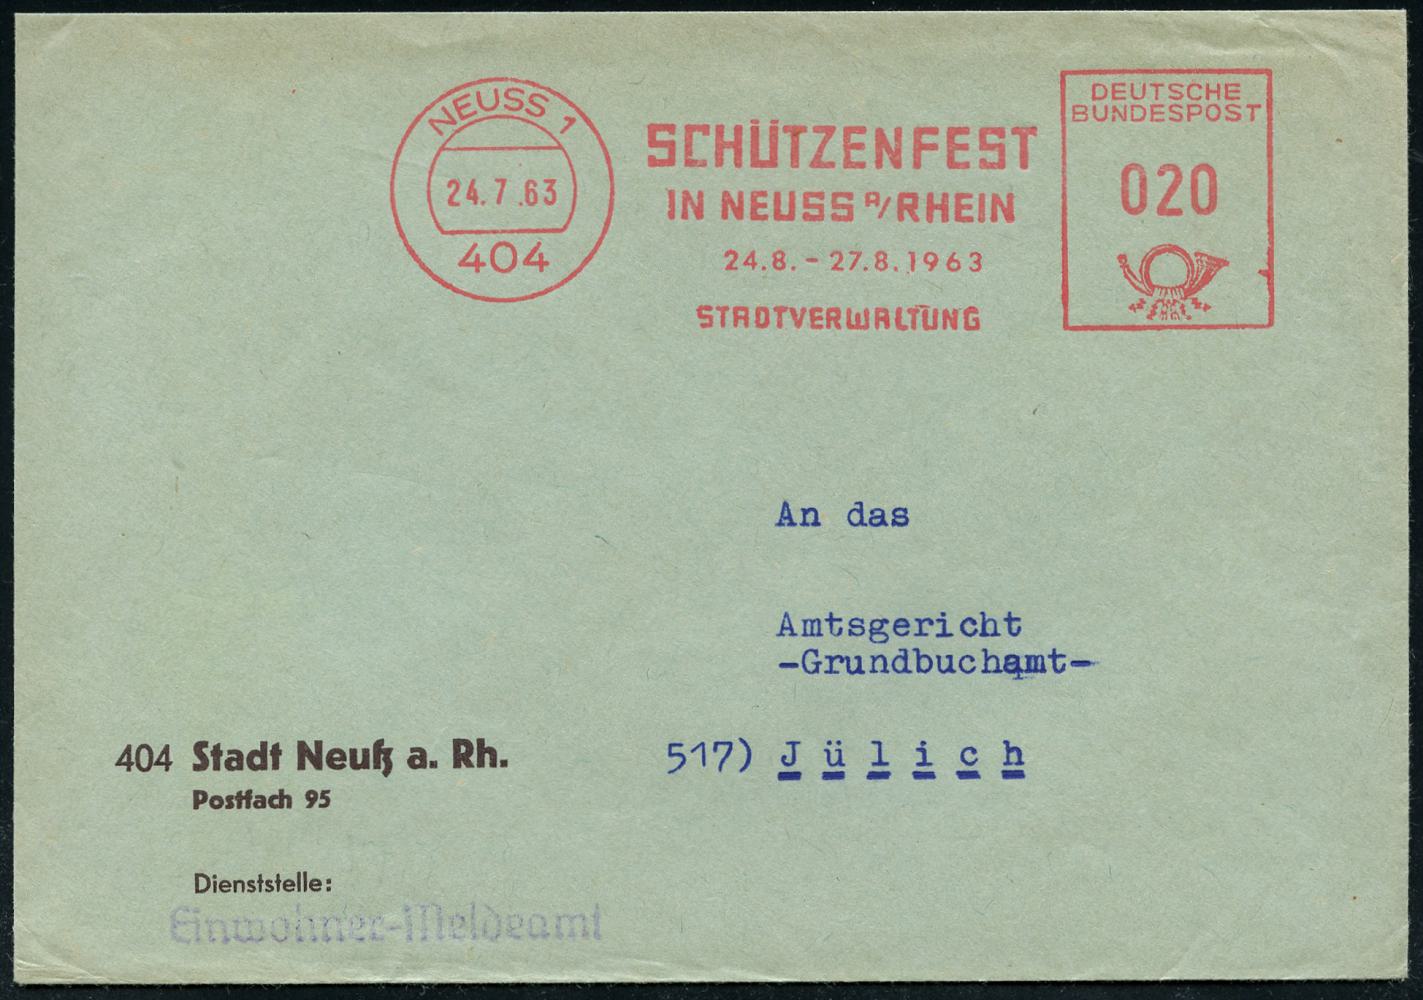 NEUSS 1
24.7.63
404
SCHÜTZENFEST
IN NEUSS A/RHEIN
24.8. - 27.8.1963
STADTVERWALTUNG
DEUTSCHE
BUNDESPOST
020
An das
Amtsgericht
-Grundbuchamt-
517) Jülich
404 Stadt Neuß a. Rh.
Postfach 95
Dienststelle:
Einwohner-Meldeamt